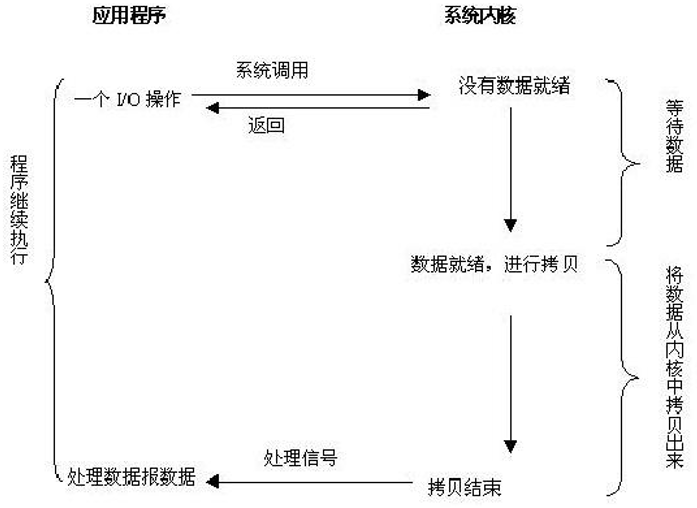 应用程序
系统内核
一个 I/O 操作
系统调用
返回
没有数据就绪
等待数据
程序继续执行
数据就绪，进行拷贝
将数据从内核中拷贝出来
处理数据报数据
处理信号
拷贝结束